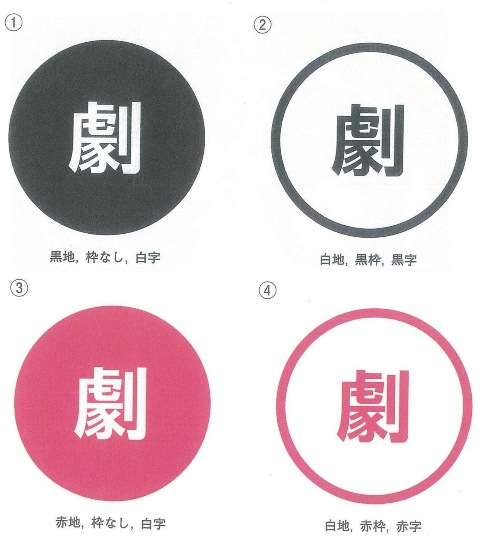 ①
劇
黒地, 枠なし, 白字
②
劇
白地, 黒枠, 黒字
③
劇
赤地, 枠なし, 白字
④
劇
白地, 赤枠, 赤字